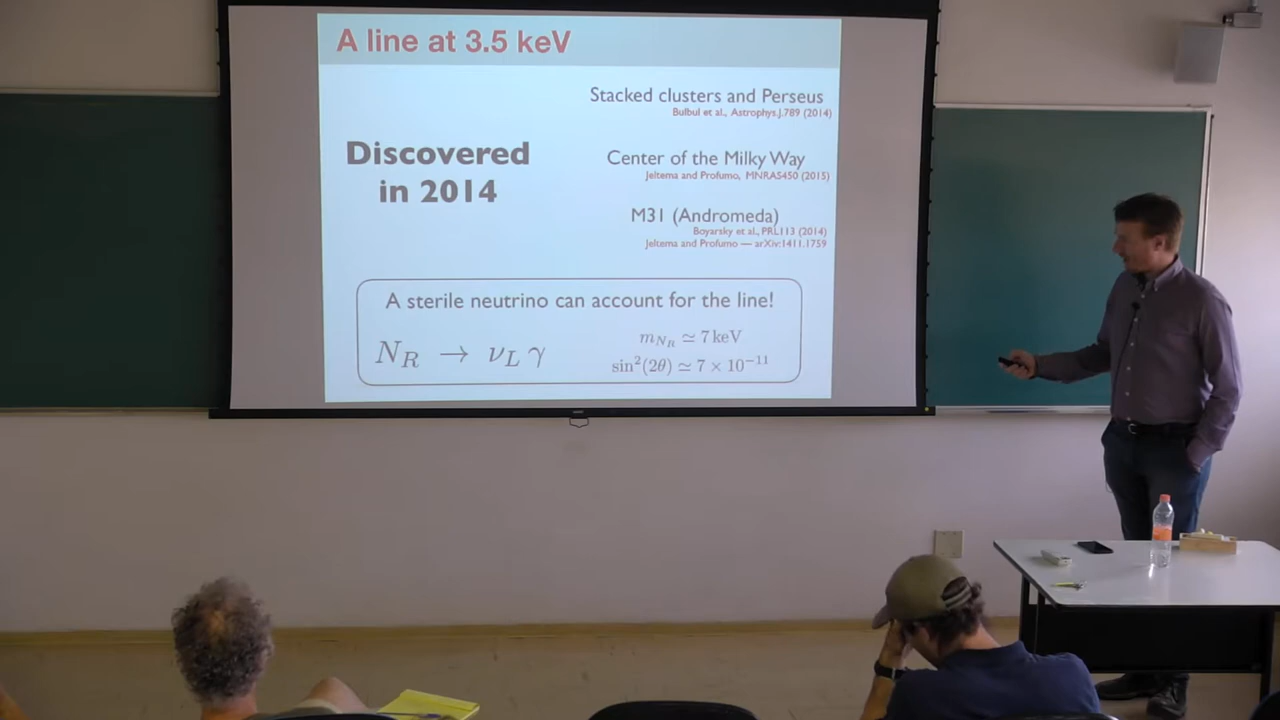 A line at 3.5 keV
Stacked clusters and Perseus
Bulbul et al., Astrophys.J.789 (2014)
Discovered
in 2014
Center of the Milky Way
Jeltema and Profumo, MNRAS450 (2015)
M31 (Andromeda)
Boyarsky et al., PRL113 (2014)
Jeltema and Profumo — arXiv:1411.1759
A sterile neutrino can account for the line!
N_R → ν_L γ
m_{N_R} ≃ 7 keV
sin²(2θ) ≃ 7 × 10⁻¹¹